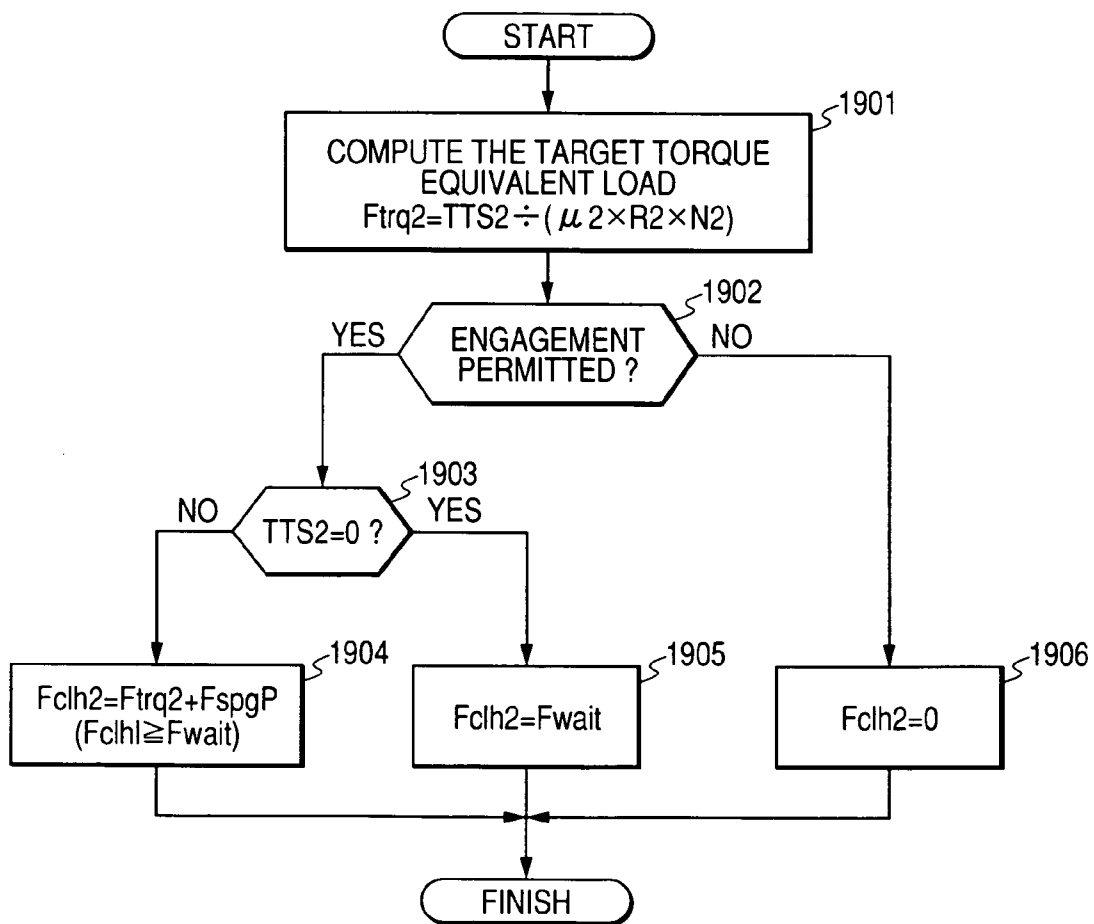 START
1901
COMPUTE THE TARGET TORQUE
EQUIVALENT LOAD
Ftrq2=TTS2÷(μ2×R2×N2)
1902
YES
ENGAGEMENT
PERMITTED ?
NO
1903
NO
TTS2=0 ?
YES
1904
Fclh2=Ftrq2+FspgP
(Fclhl≧Fwait)
1905
Fclh2=Fwait
1906
Fclh2=0
FINISH